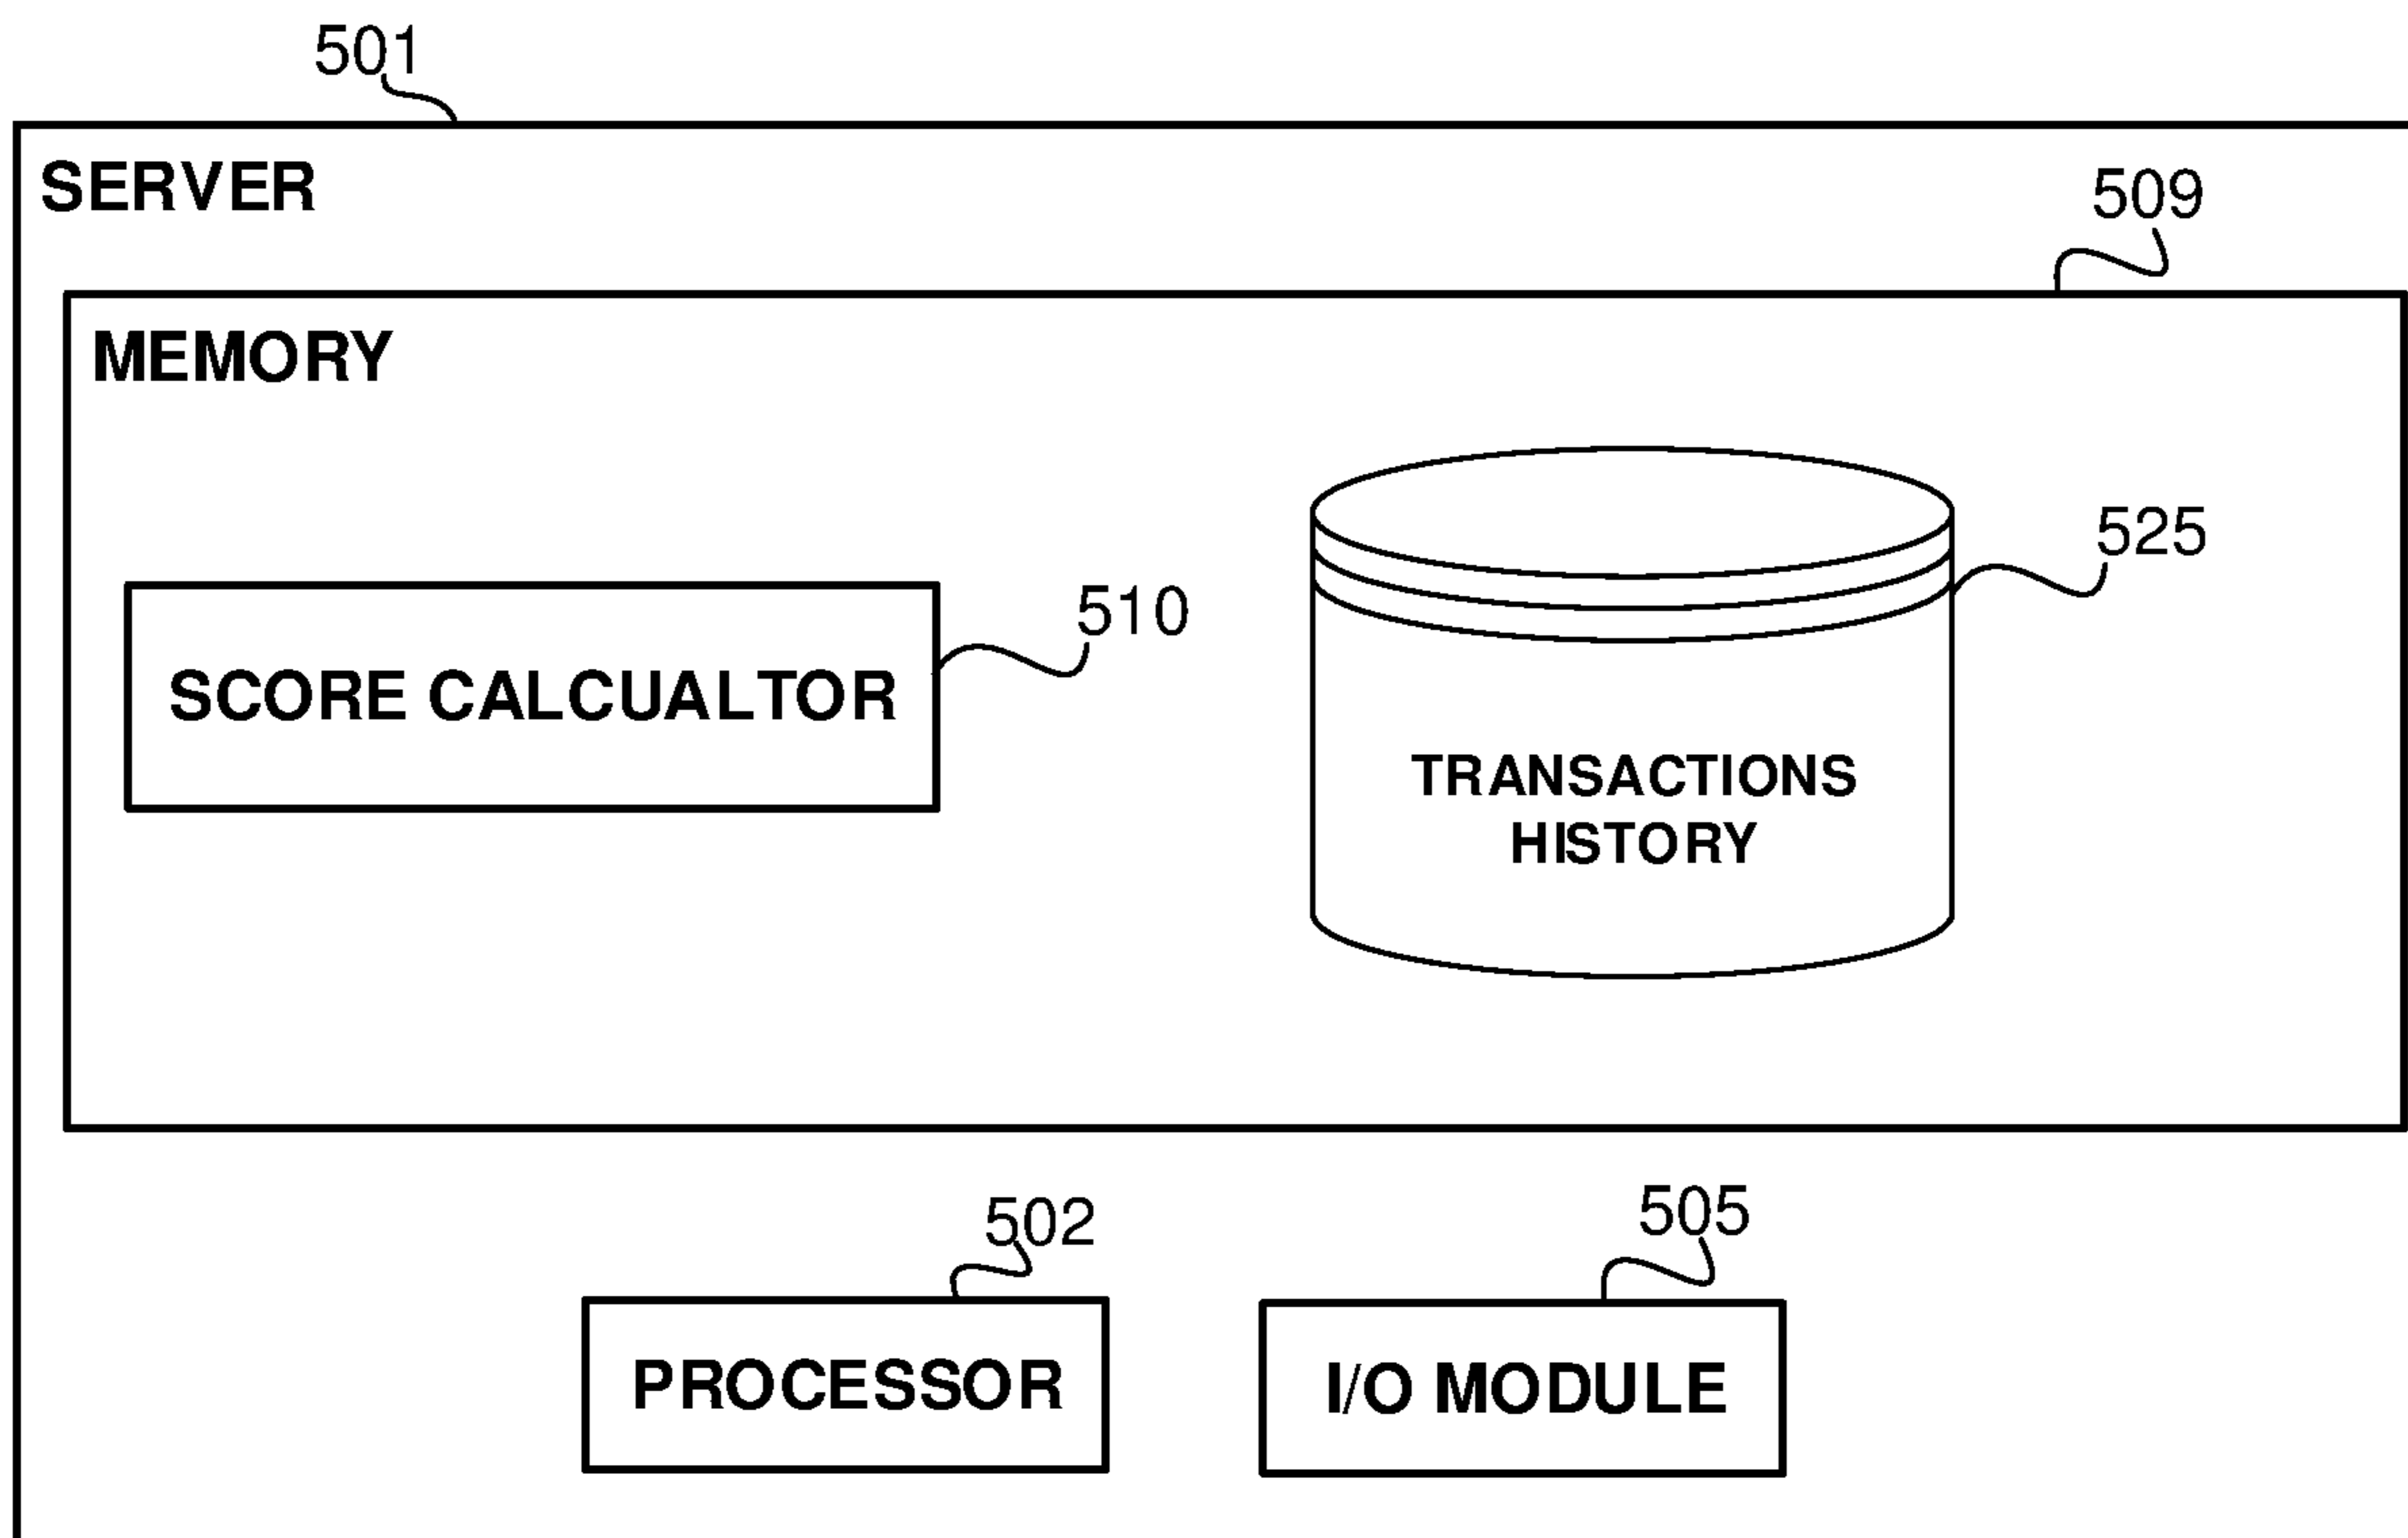 501
SERVER
509
MEMORY
525
510
SCORE CALCUALTOR
TRANSACTIONS
HISTORY
502
505
PROCESSOR
I/O MODULE